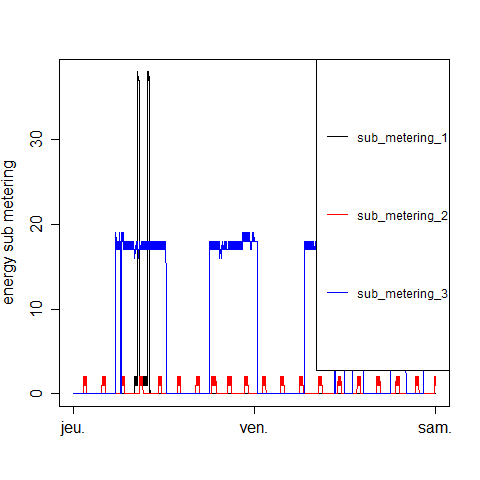 energy sub metering
30
20
10
0
jeu.
ven.
sam.
sub_metering_1
sub_metering_2
sub_metering_3